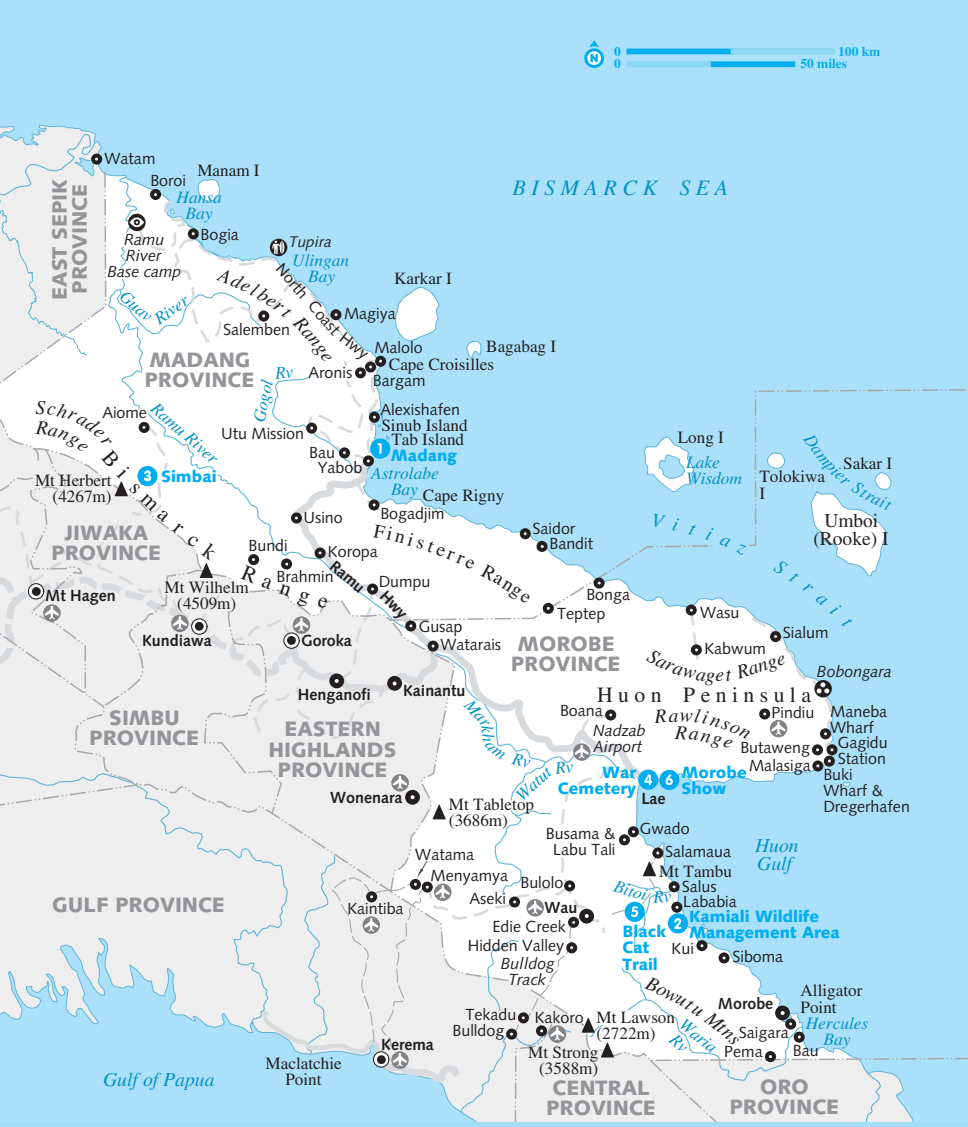 0
100 km
N
0
50 miles
Watam
Boroi
Manam I
Hansa
Bay
BISMARCK SEA
EAST SEPIK
PROVINCE
Ramu
River
Base camp
Bogia
Tupira
Ulingan
Bay
Karkar I
North Coast Hwy
Adelbert Range
Guay River
Salemben
Magiya
Bagabag I
Malolo
Cape Croisilles
Aronis
Bargam
MADANG
PROVINCE
Gogol
Rv
Alexishafen
Sinub Island
Tab Island
1 Madang
Schrader
Range
Aiome
Ramu River
Utu Mission
Bau
Yabob
Astrolabe
Bay
Long I
Lake
Wisdom
Dampier Strait
Sakar I
Tolokiwa
I
3 Simbai
Mt Herbert
(4267m)
Bismarck
Range
Cape Rigny
Bogadjim
Umboi
(Rooke) I
Vitiaz
Strait
Usino
JIWAKA
PROVINCE
Finisterre Range
Saidor
Bandit
Bundi
Koropa
Brahmin
Ramu
Hwy
Dumpu
Mt Wilhelm
(4509m)
Mt Hagen
Bonga
Teptep
Wasu
Kundiawa
Goroka
Gusap
Watarais
MOROBE
PROVINCE
Sialum
Kabwum
Sarawaget Range
Henganofi
Kainantu
Bobongara
Huon Peninsula
SIMBU
PROVINCE
EASTERN
HIGHLANDS
PROVINCE
Markham Rv
Boana
Rawlinson
Range
Pindiu
Maneba
Wharf
Nadzab
Airport
Butaweng
Gagidu
Station
Malasiga
Buki
Wharf &
Dregerhafen
Watut Rv
War
Cemetery
4
6
Morobe
Show
Lae
Wonenara
Mt Tabletop
(3686m)
Gwado
Busama &
Labu Tali
Huon
Gulf
Salamaua
Mt Tambu
Watama
Menyamya
Bulolo
Bitoi Rv
Salus
Lababia
GULF PROVINCE
Kaintiba
Aseki
Wau
5
Black
Cat
Trail
2
Kamiali Wildlife
Management Area
Edie Creek
Hidden Valley
Bulldog
Track
Kui
Siboma
Bowutu Mtns
Morobe
Alligator
Point
Tekadu
Kakoro
Mt Lawson
(2722m)
Bulldog
Waria
Rv
Saigara
Hercules
Bay
Kerema
Mt Strong
(3588m)
Pema
Bau
Maclatchie
Point
Gulf of Papua
CENTRAL
PROVINCE
ORO
PROVINCE